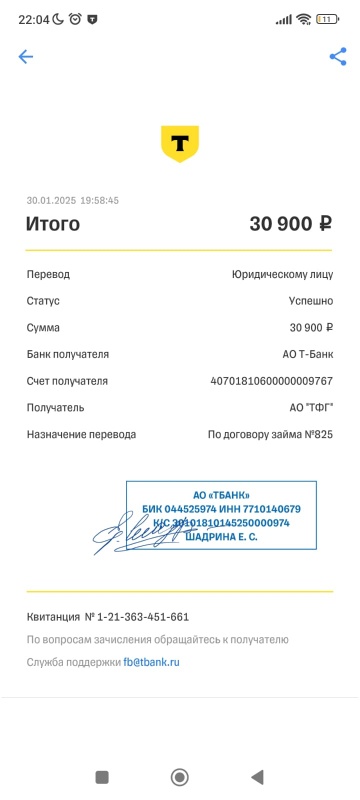 22:04
11
Т
30.01.2025 19:58:45
Итого 30 900 ₽
Перевод Юридическому лицу
Статус Успешно
Сумма 30 900 ₽
Банк получателя АО Т-Банк
Счет получателя 40701810600000009767
Получатель АО "ТФГ"
Назначение перевода По договору займа №825
АО «ТБАНК»
БИК 044525974 ИНН 7710140679
К/С 30101810145250000974
ШАДРИНА Е. С.
Квитанция № 1-21-363-451-661
По вопросам зачисления обращайтесь к получателю
Служба поддержки fb@tbank.ru